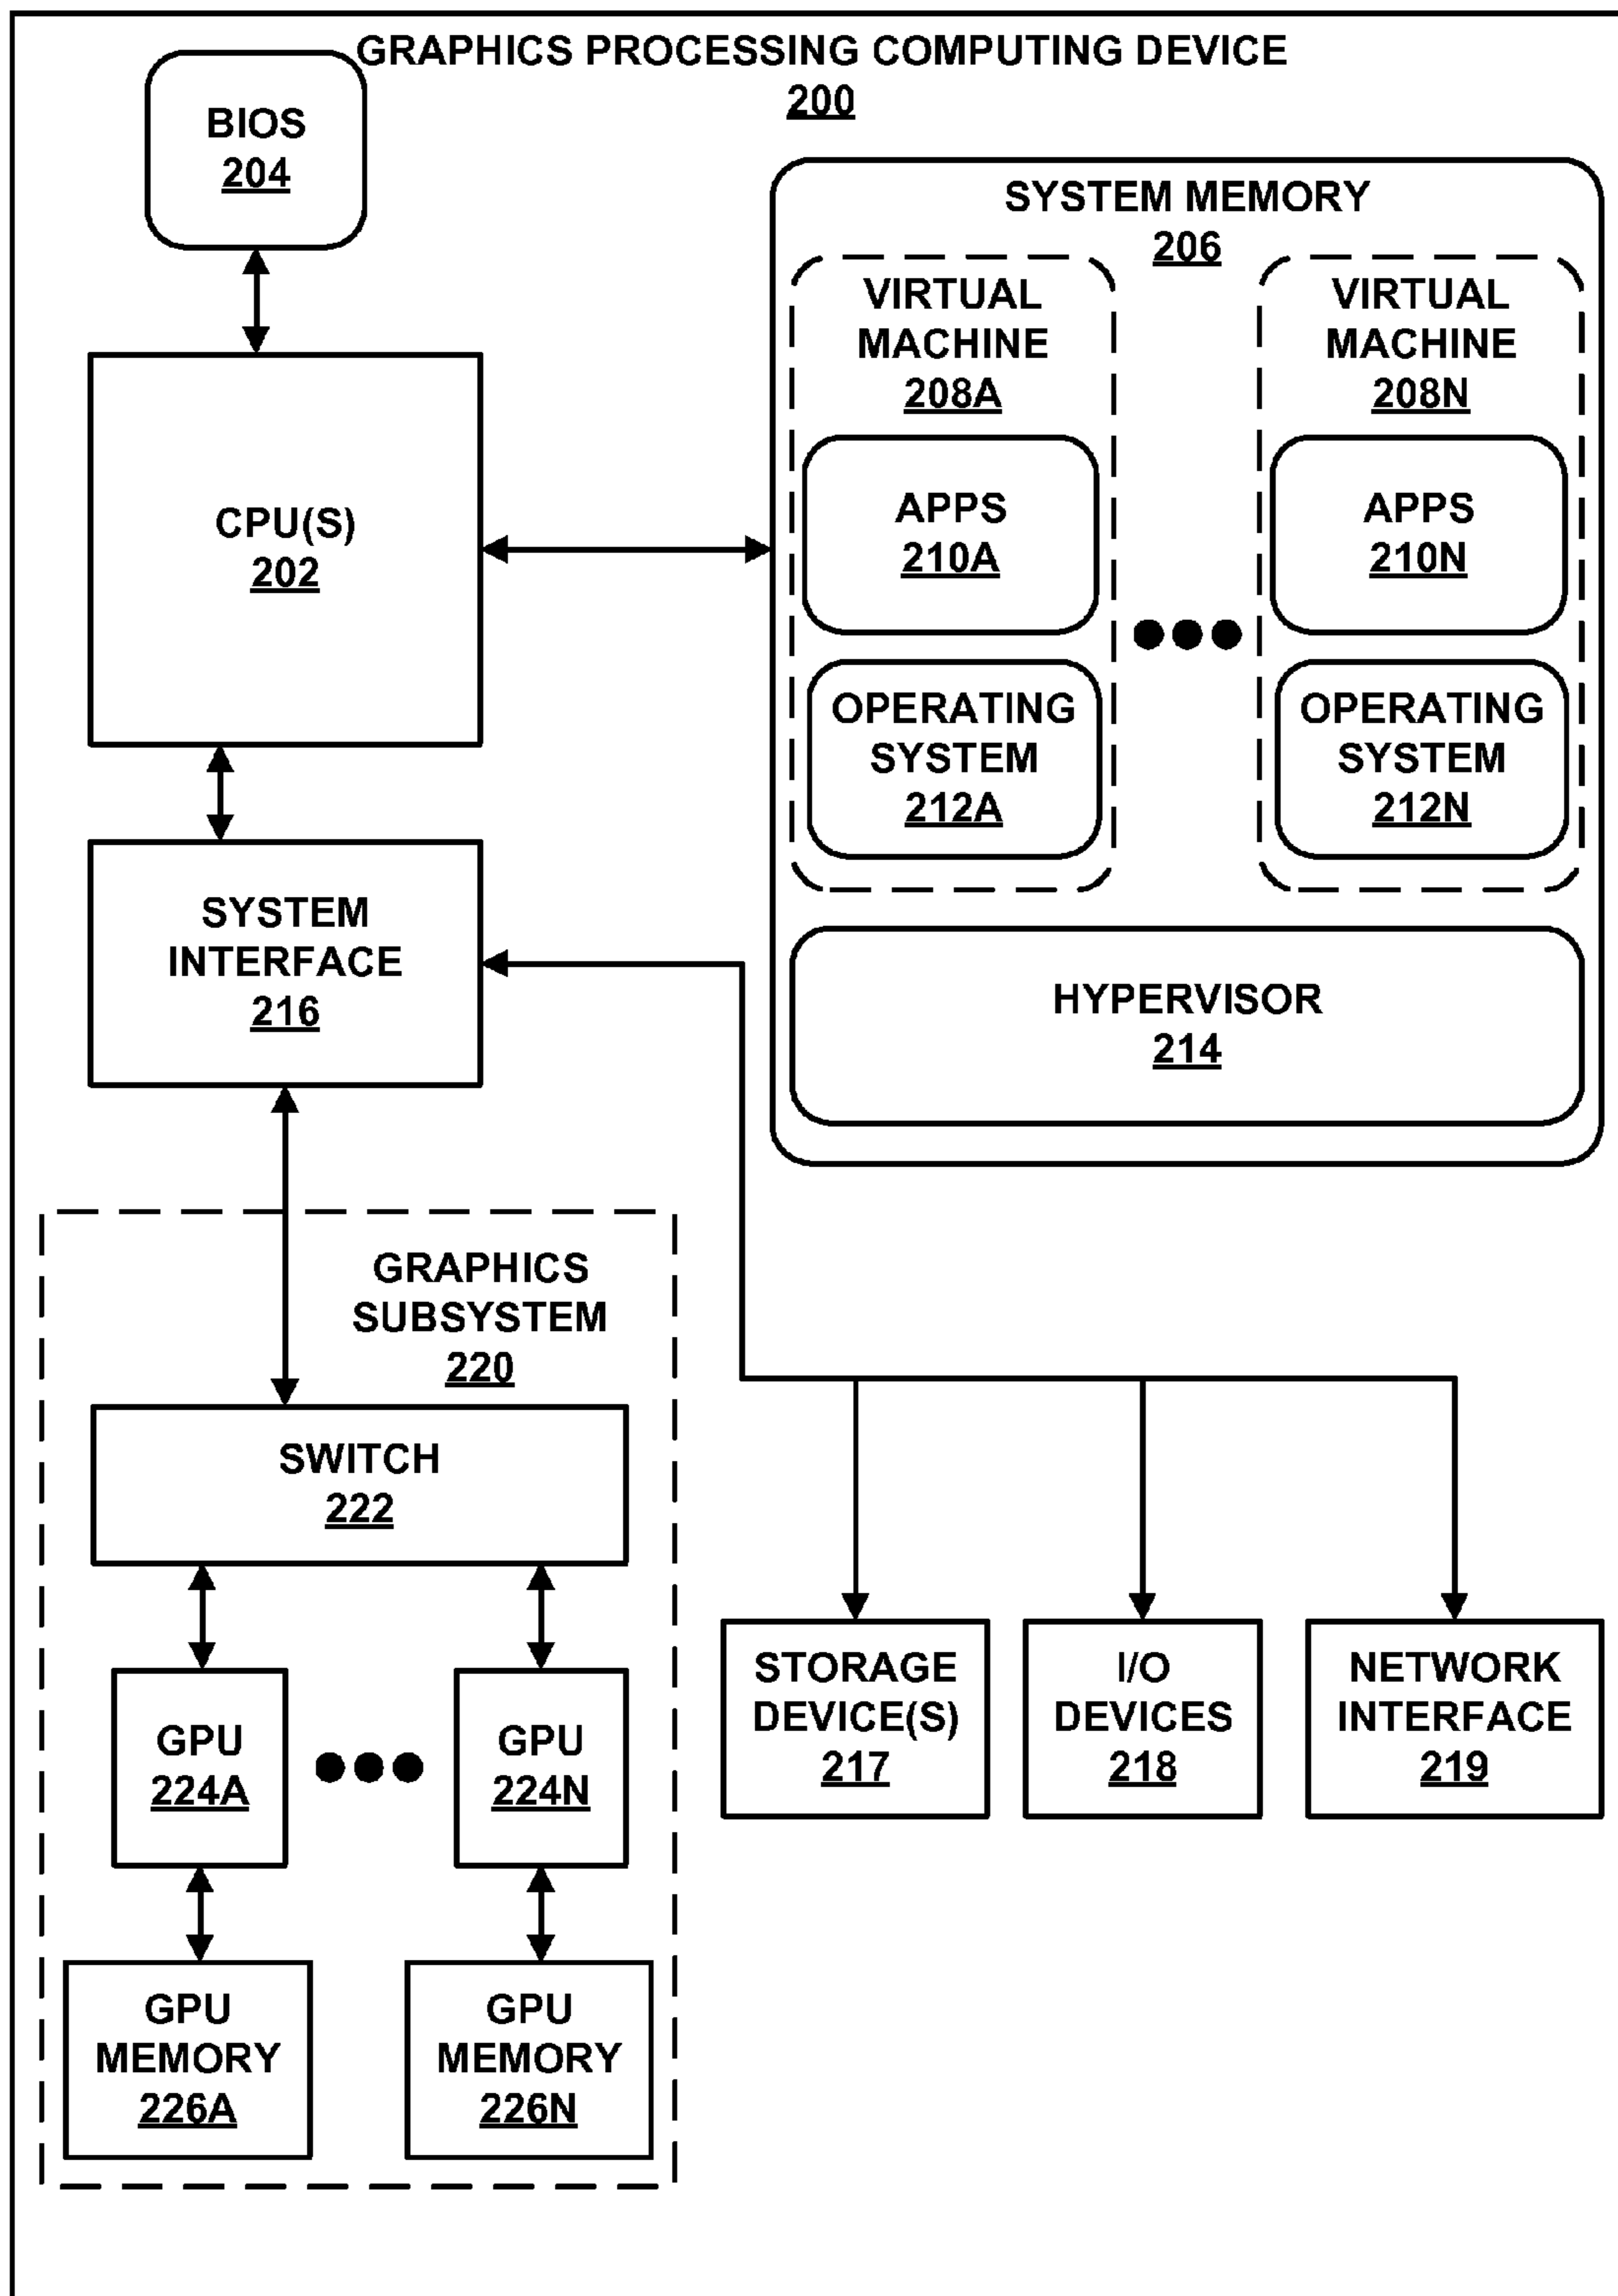 GRAPHICS PROCESSING COMPUTING DEVICE
200
BIOS
204
SYSTEM MEMORY
206
VIRTUAL
MACHINE
208A
APPS
210A
OPERATING
SYSTEM
212A
VIRTUAL
MACHINE
208N
APPS
210N
OPERATING
SYSTEM
212N
HYPERVISOR
214
CPU(S)
202
SYSTEM
INTERFACE
216
GRAPHICS
SUBSYSTEM
220
SWITCH
222
GPU
224A
GPU
224N
GPU
MEMORY
226A
GPU
MEMORY
226N
STORAGE
DEVICE(S)
217
I/O
DEVICES
218
NETWORK
INTERFACE
219